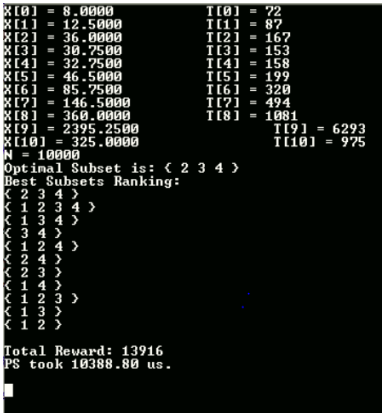 X[0] = 8.0000 T[0] = 72
X[1] = 12.5000 T[1] = 87
X[2] = 36.0000 T[2] = 167
X[3] = 30.7500 T[3] = 153
X[4] = 32.7500 T[4] = 158
X[5] = 46.5000 T[5] = 199
X[6] = 85.7500 T[6] = 320
X[7] = 146.5000 T[7] = 494
X[8] = 360.0000 T[8] = 1081
X[9] = 2395.2500 T[9] = 6293
X[10] = 325.0000 T[10] = 975
N = 10000
Optimal Subset is: { 2 3 4 }
Best Subsets Ranking:
{ 2 3 4 }
{ 1 2 3 4 }
{ 1 3 4 }
{ 3 4 }
{ 1 2 4 }
{ 2 4 }
{ 2 3 }
{ 1 4 }
{ 1 2 3 }
{ 1 3 }
{ 1 2 }
Total Reward: 13916
PS took 10388.80 us.